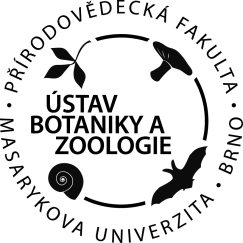 PŘÍRODOVĚDECKÁ FAKULTA
ÚSTAV
BOTANIKY A
ZOOLOGIE
• MASARYKOVA UNIVERZITA • BRNO •